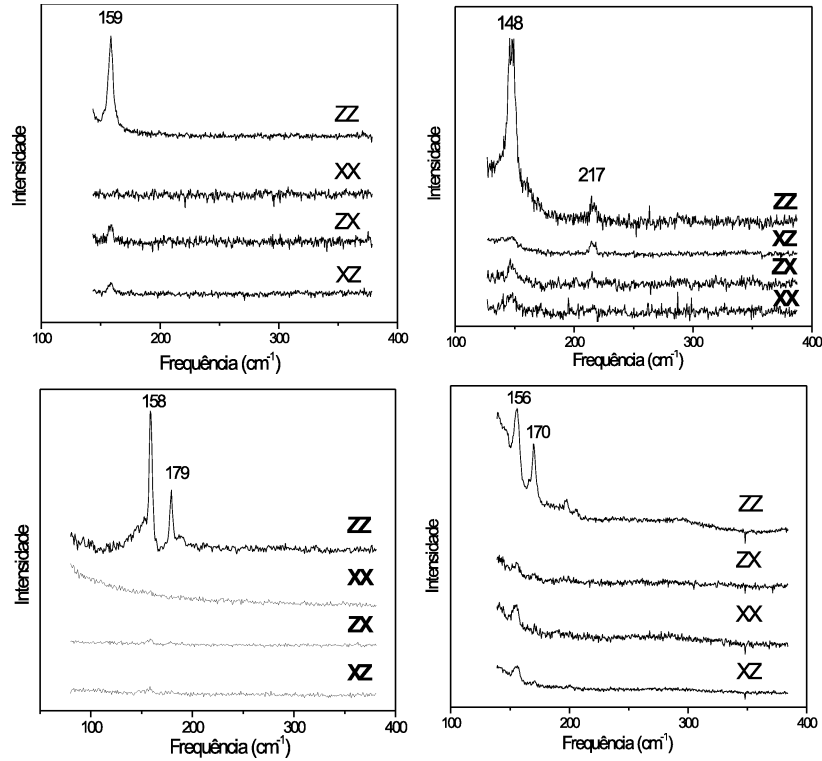 159
ZZ
XX
ZX
XZ
Intensidade
100 200 300 400
Frequência (cm-1)
148
217
ZZ
XZ
ZX
XX
Intensidade
100 200 300 400
Frequência (cm-1)
158
179
ZZ
XX
ZX
XZ
Intensidade
100 200 300 400
Frequência (cm-1)
156
170
ZZ
ZX
XX
XZ
Intensidade
100 200 300 400
Frequência (cm-1)